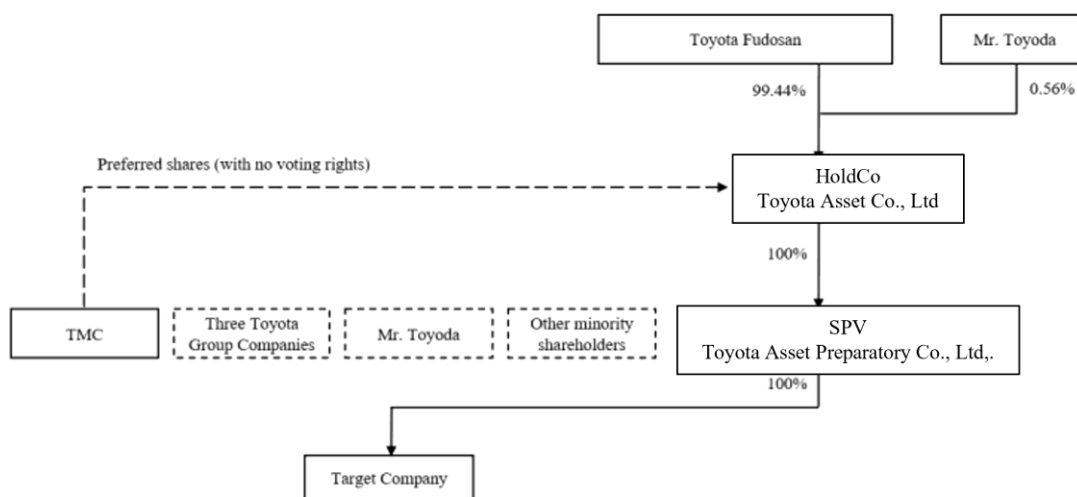 Toyota Fudosan
Mr. Toyoda
99.44%
0.56%
Preferred shares (with no voting rights)
HoldCo
Toyota Asset Co., Ltd
100%
TMC
Three Toyota
Group Companies
Mr. Toyoda
Other minority
shareholders
SPV
Toyota Asset Preparatory Co., Ltd,.
100%
Target Company